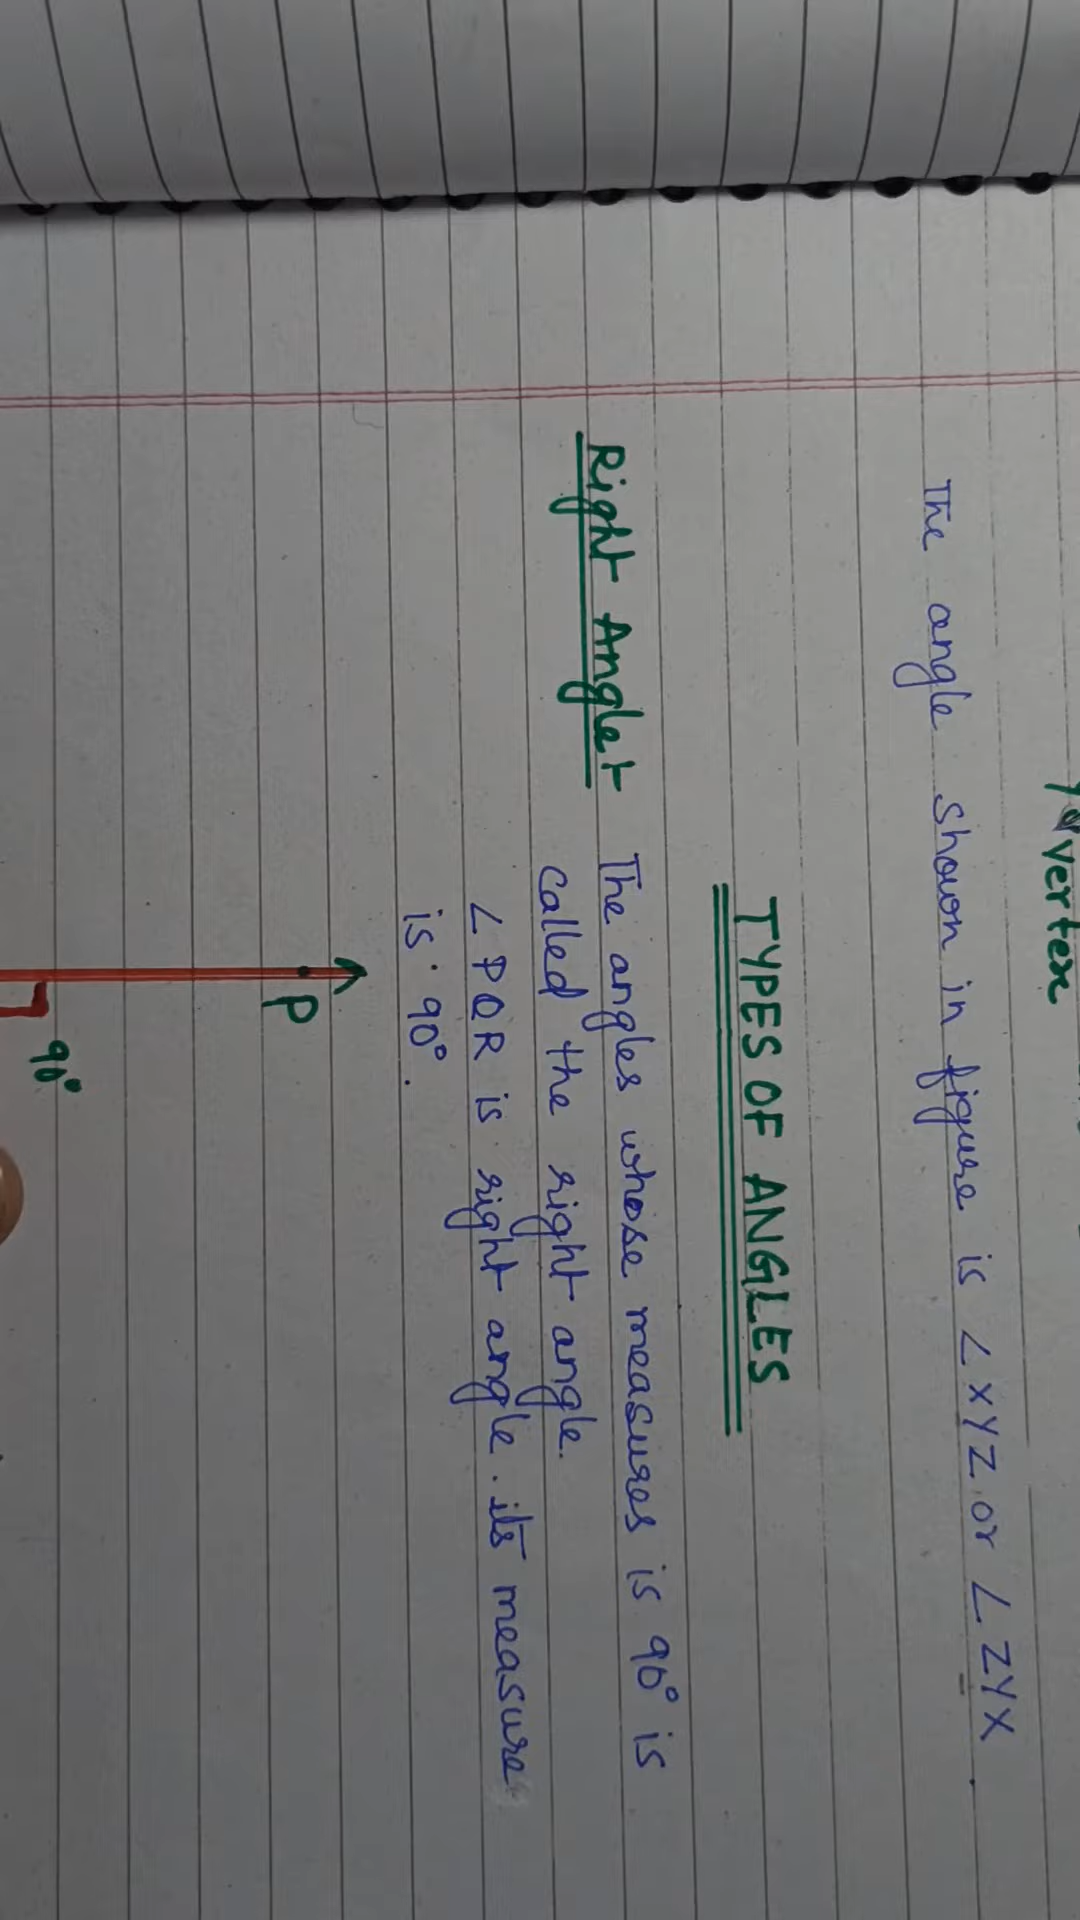 vertex
The angle shown in figure is ∠XYZ or ∠ZYX
TYPES OF ANGLES
Right Angle→ The angles whose measures is 90° is
called the right angle.
∠PQR is right angle. its measure
is 90°.
P
90°